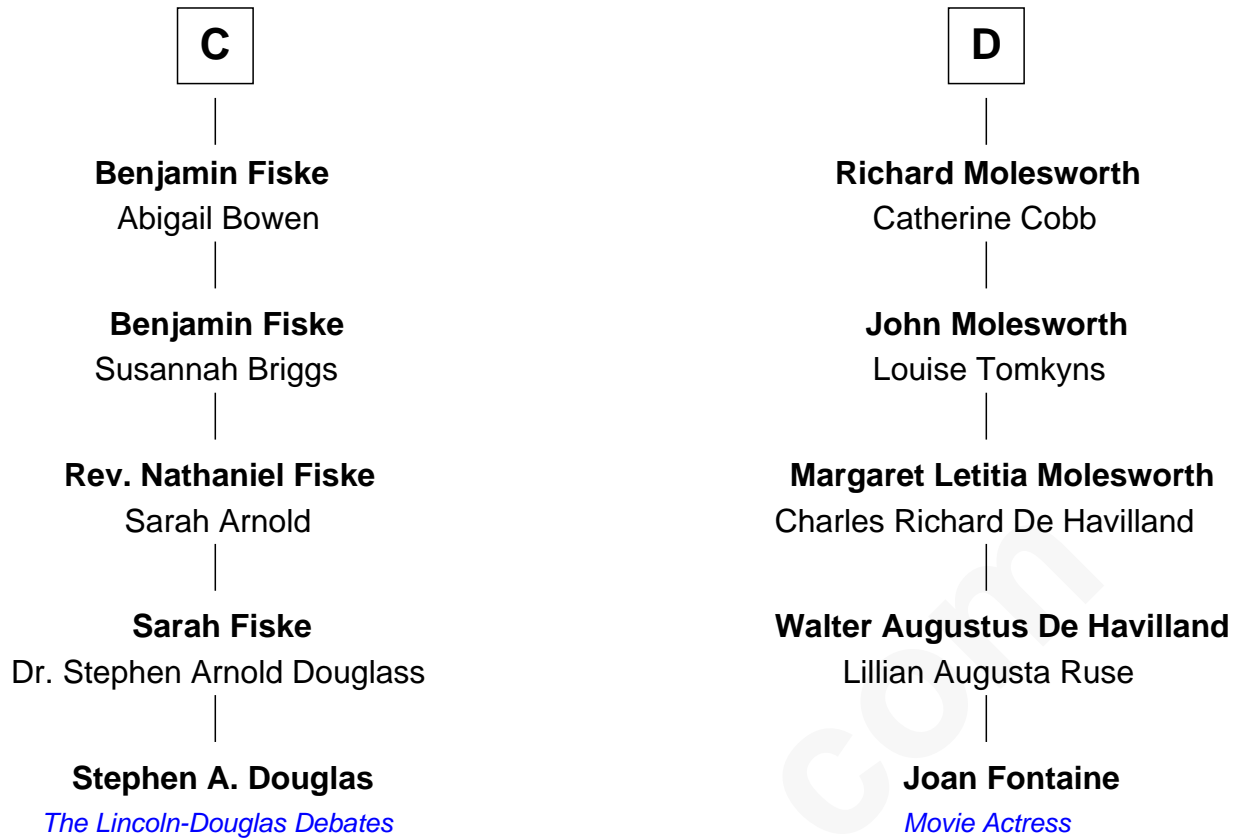 C
Benjamin Fiske
Abigail Bowen
Benjamin Fiske
Susannah Briggs
Rev. Nathaniel Fiske
Sarah Arnold
Sarah Fiske
Dr. Stephen Arnold Douglass
Stephen A. Douglas
The Lincoln-Douglas Debates
D
Richard Molesworth
Catherine Cobb
John Molesworth
Louise Tomkyns
Margaret Letitia Molesworth
Charles Richard De Havilland
Walter Augustus De Havilland
Lillian Augusta Ruse
Joan Fontaine
Movie Actress
com